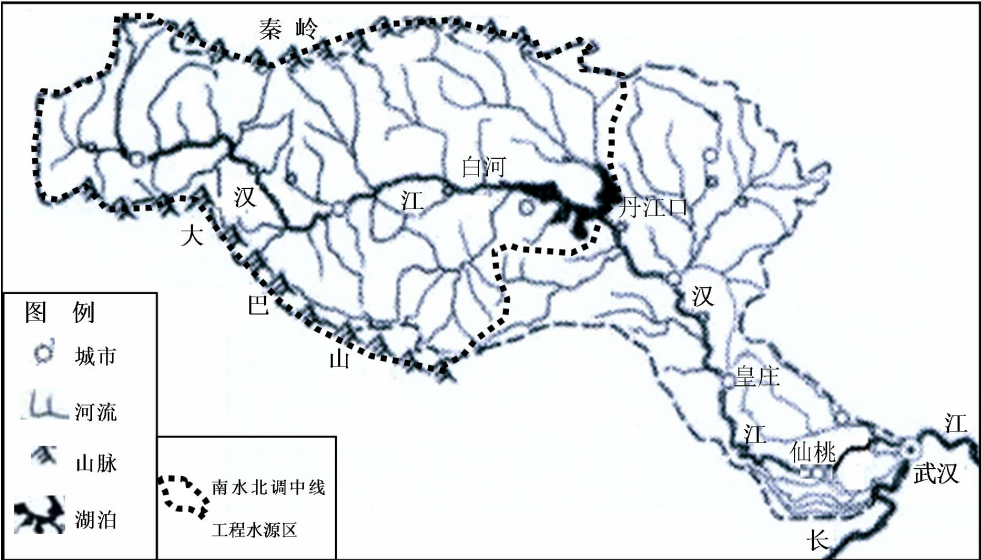 秦岭
白河
汉
江
丹江口
大
巴
山
汉
皇庄
江
仙桃
江
武汉
长
图例
城市
河流
山脉
湖泊
南水北调中线
工程水源区